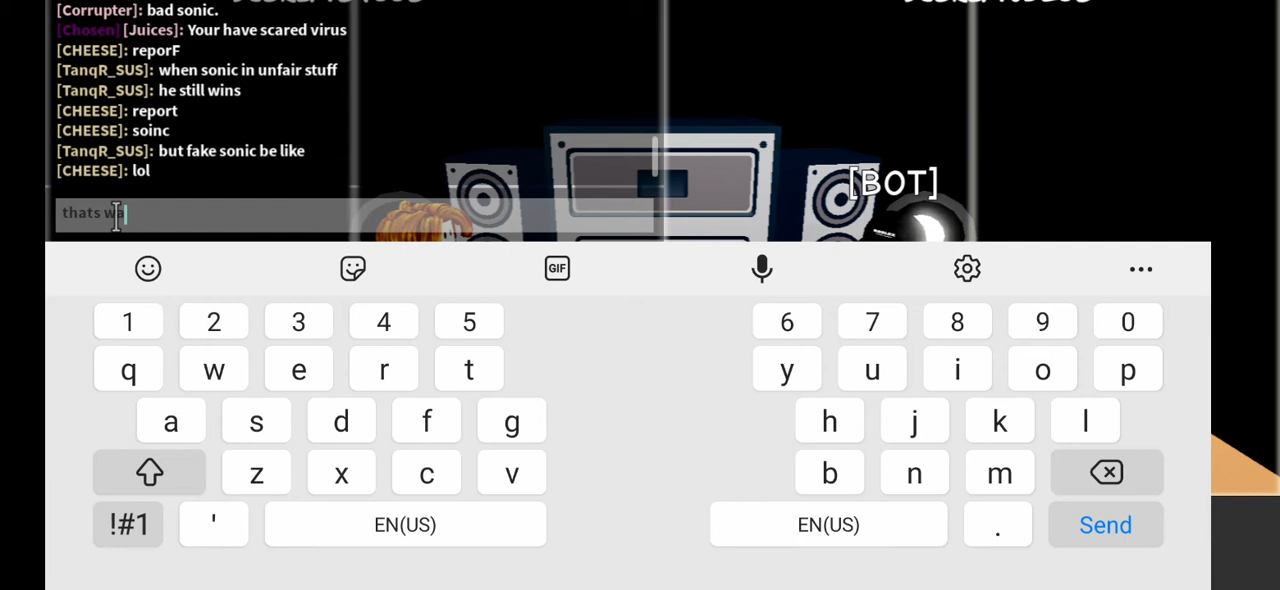 [Corrupter]: bad sonic.
[Chosen] [Juices]: Your have scared virus
[CHEESE]: reporF
[TanqR_SUS]: when sonic in unfair stuff
[TanqR_SUS]: he still wins
[CHEESE]: report
[CHEESE]: soinc
[TanqR_SUS]: but fake sonic be like
[CHEESE]: lol
[BOT]
thats wa
GIF
1 2 3 4 5 6 7 8 9 0
q w e r t y u i o p
a s d f g h j k l
z x c v b n m
!#1 ' EN(US) EN(US) . Send